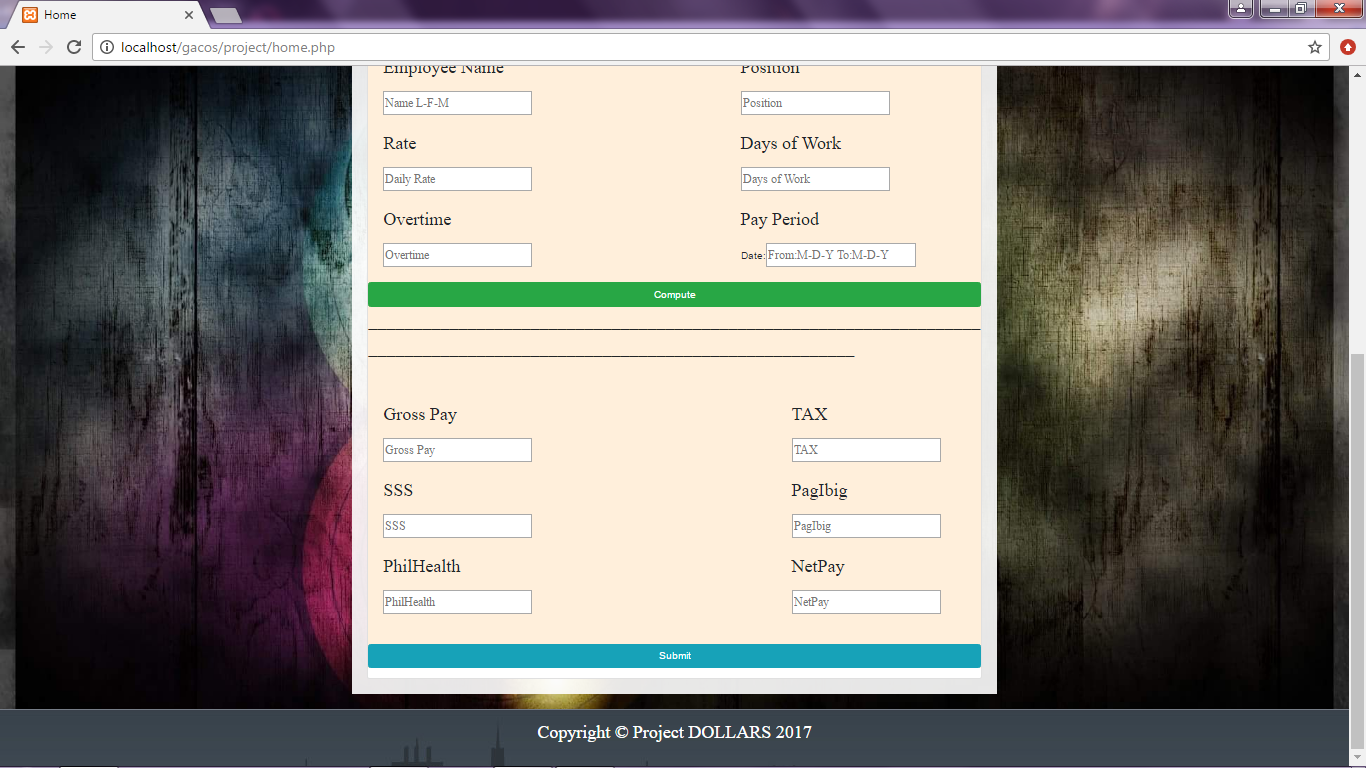 Home
localhost/gacos/project/home.php
Employee Name Position
Name L-F-M Position
Rate Days of Work
Daily Rate Days of Work
Overtime Pay Period
Overtime Date: From:M-D-Y To:M-D-Y
Compute
Gross Pay TAX
Gross Pay TAX
SSS PagIbig
SSS PagIbig
PhilHealth NetPay
PhilHealth NetPay
Submit
Copyright © Project DOLLARS 2017